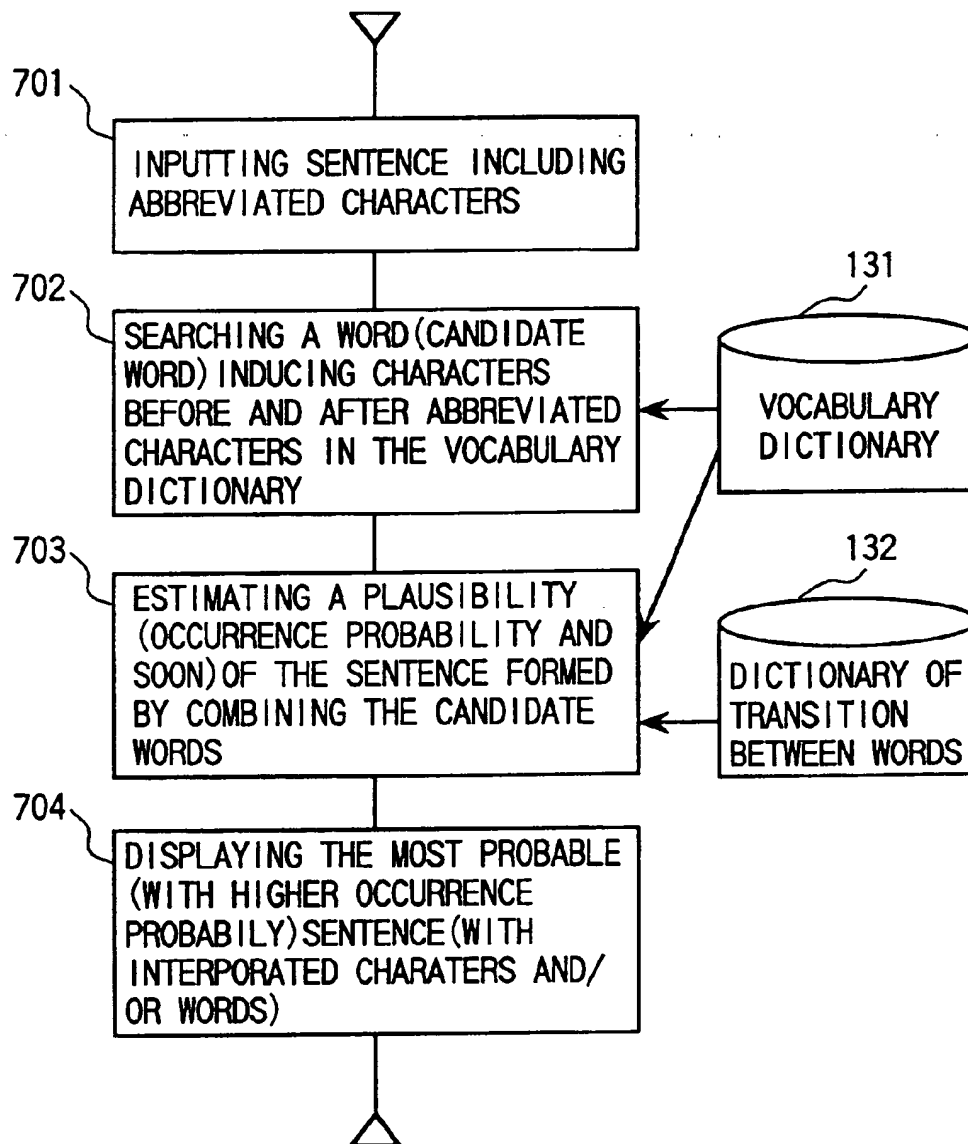 701
INPUTTING SENTENCE INCLUDING
ABBREVIATED CHARACTERS
702
SEARCHING A WORD(CANDIDATE
WORD)INDUCING CHARACTERS
BEFORE AND AFTER ABBREVIATED
CHARACTERS IN THE VOCABULARY
DICTIONARY
131
VOCABULARY
DICTIONARY
703
ESTIMATING A PLAUSIBILITY
(OCCURRENCE PROBABILITY AND
SOON)OF THE SENTENCE FORMED
BY COMBINING THE CANDIDATE
WORDS
132
DICTIONARY OF
TRANSITION
BETWEEN WORDS
704
DISPLAYING THE MOST PROBABLE
(WITH HIGHER OCCURRENCE
PROBABILY)SENTENCE(WITH
INTERPORATED CHARATERS AND/
OR WORDS)